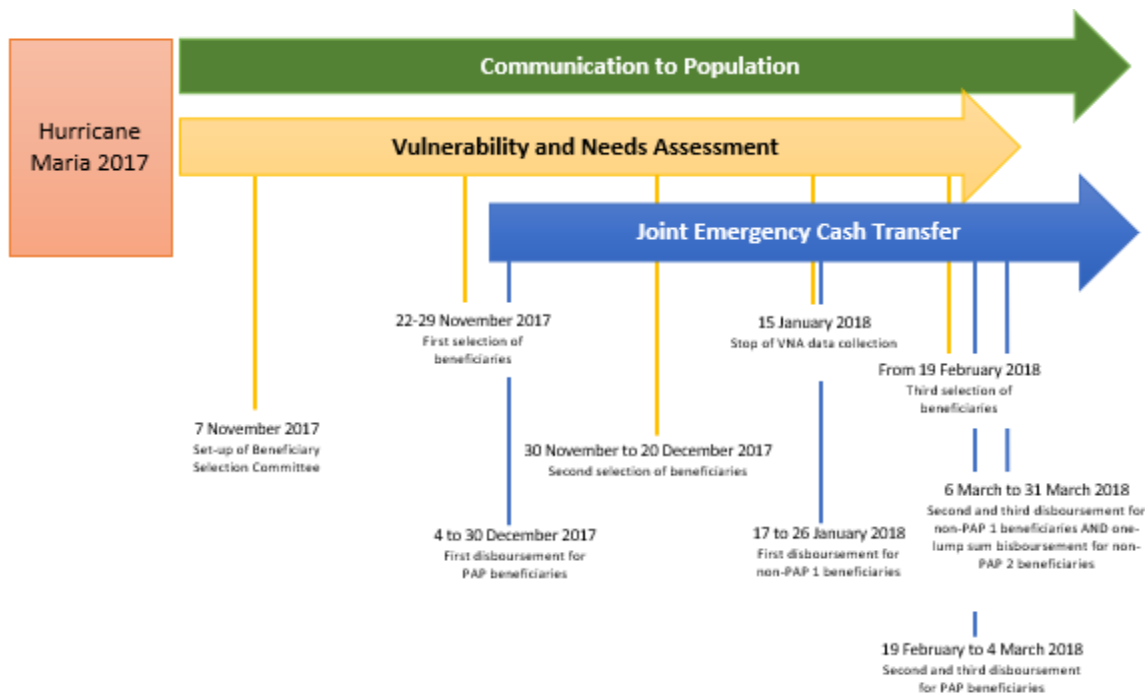 Communication to Population
Hurricane
Maria 2017
Vulnerability and Needs Assessment
Joint Emergency Cash Transfer
22-29 November 2017
First selection of
beneficiaries
15 January 2018
Stop of VNA data collection
From 19 February 2018
Third selection of
beneficiaries
7 November 2017
Set-up of Beneficiary
Selection Committee
30 November to 20 December 2017
Second selection of beneficiaries
6 March to 31 March 2018
Second and third disboursement for
non-PAP 1 beneficiaries AND one-
lump sum bisboursement for non-
PAP 2 beneficiaries
4 to 30 December 2017
First disboursement for
PAP beneficiaries
17 to 26 January 2018
First disboursement for
non-PAP 1 beneficiaries
19 February to 4 March 2018
Second and third disboursement
for PAP beneficiaries